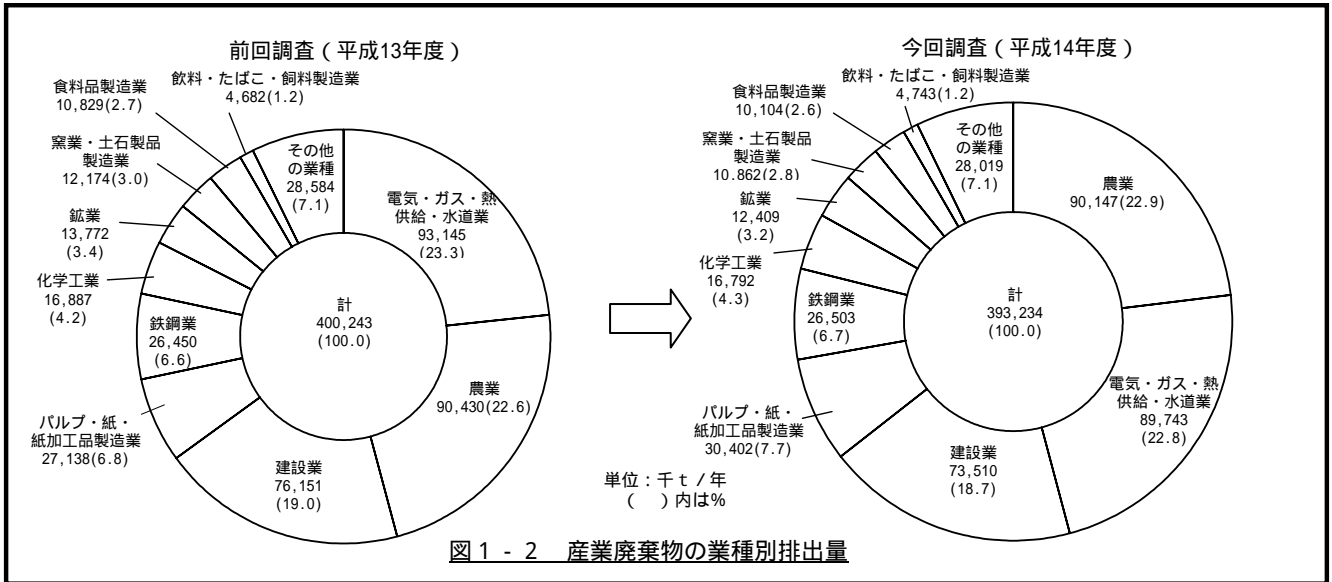 前回調査(平成13年度)
飲料・たばこ・飼料製造業
4,682(1.2)
食料品製造業
10,829(2.7)
窯業・土石製品
製造業
12,174(3.0)
鉱業
13,772
(3.4)
化学工業
16,887
(4.2)
鉄鋼業
26,450
(6.6)
パルプ・紙・
紙加工品製造業
27,138(6.8)
建設業
76,151
(19.0)
農業
90,430(22.6)
電気・ガス・熱
供給・水道業
93,145
(23.3)
その他
の業種
28,584
(7.1)
計
400,243
(100.0)
今回調査(平成14年度)
飲料・たばこ・飼料製造業
4,743(1.2)
食料品製造業
10,104(2.6)
窯業・土石製品
製造業
10.862(2.8)
鉱業
12,409
(3.2)
化学工業
16,792
(4.3)
鉄鋼業
26,503
(6.7)
パルプ・紙・
紙加工品製造業
30,402(7.7)
建設業
73,510
(18.7)
電気・ガス・熱
供給・水道業
89,743
(22.8)
農業
90,147(22.9)
その他
の業種
28,019
(7.1)
計
393,234
(100.0)
単位:千t/年
( )内は%
図1-2 産業廃棄物の業種別排出量